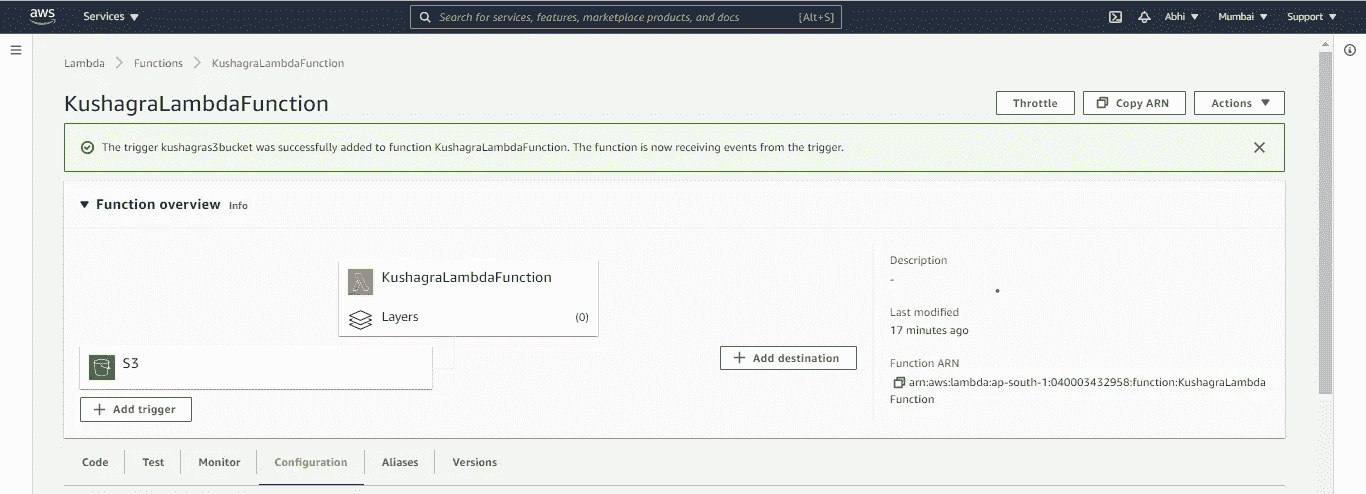 aws Services Search for services, features, marketplace products, and docs [Alt+S] Abhi Mumbai Support
Lambda Functions KushagraLambdaFunction
KushagraLambdaFunction
Throttle Copy ARN Actions
The trigger kushagras3bucket was successfully added to function KushagraLambdaFunction. The function is now receiving events from the trigger.
Function overview Info
KushagraLambdaFunction
Layers (0)
S3
Add trigger
Add destination
Description
-
Last modified
17 minutes ago
Function ARN
arn:aws:lambda:ap-south-1:040003432958:function:KushagraLambda
Function
Code Test Monitor Configuration Aliases Versions